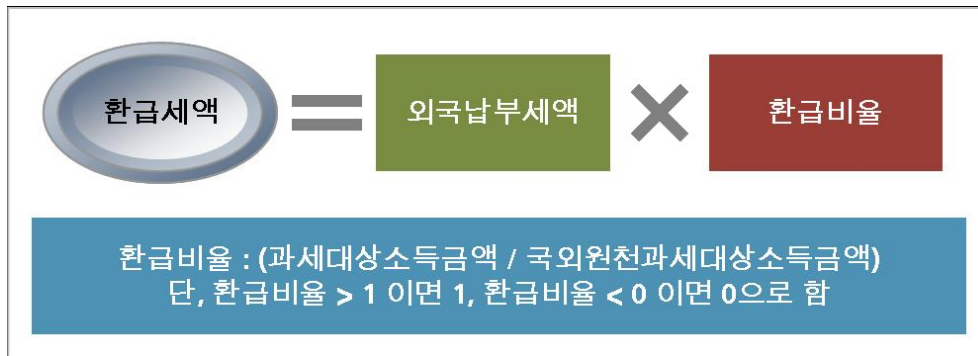 환급세액 = 외국납부세액 × 환급비율
환급비율 : (과세대상소득금액 / 국외원천과세대상소득금액)
단, 환급비율 > 1 이면 1, 환급비율 < 0 이면 0으로 함